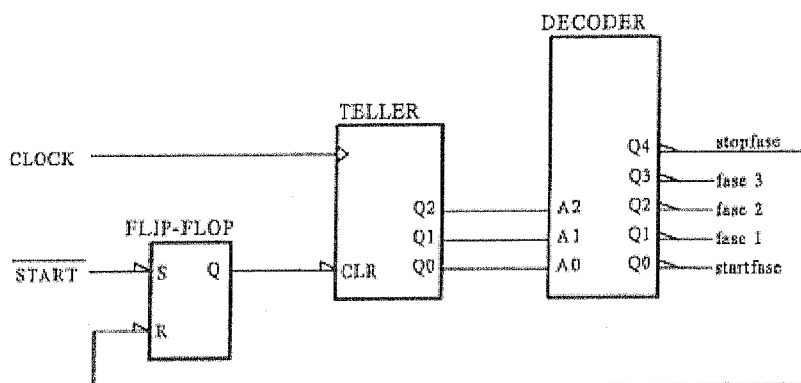 DECODER
TELLER
CLOCK
Q4 stopfase
Q3 fase 3
Q2 A2 Q2 fase 2
FLIP-FLOP
Q1 A1 Q1 fase 1
START S Q CLR Q0 A0 Q0 startfase
R